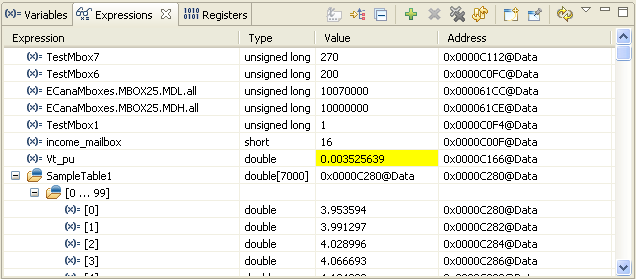 (x)= Variables Expressions 1010 0101 Registers
Expression Type Value Address
(x)= TestMbox7 unsigned long 270 0x0000C112@Data
(x)= TestMbox6 unsigned long 200 0x0000C0FC@Data
(x)= ECanaMboxes.MBOX25.MDL.all unsigned long 10070000 0x000061CC@Data
(x)= ECanaMboxes.MBOX25.MDH.all unsigned long 10000000 0x000061CE@Data
(x)= TestMbox1 unsigned long 1 0x0000C0F4@Data
(x)= income_mailbox short 16 0x0000C00F@Data
(x)= Vt_pu double 0.003525639 0x0000C166@Data
SampleTable1 double[7000] 0x0000C280@Data 0x0000C280@Data
[0 ... 99]
(x)= [0] double 3.953594 0x0000C280@Data
(x)= [1] double 3.991297 0x0000C282@Data
(x)= [2] double 4.028996 0x0000C284@Data
(x)= [3] double 4.066693 0x0000C286@Data